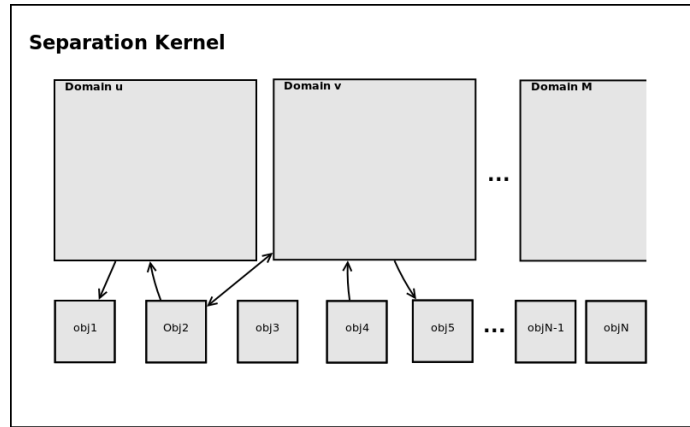 Separation Kernel
Domain u
Domain v
Domain M
...
obj1
Obj2
obj3
obj4
obj5
...
objN-1
objN